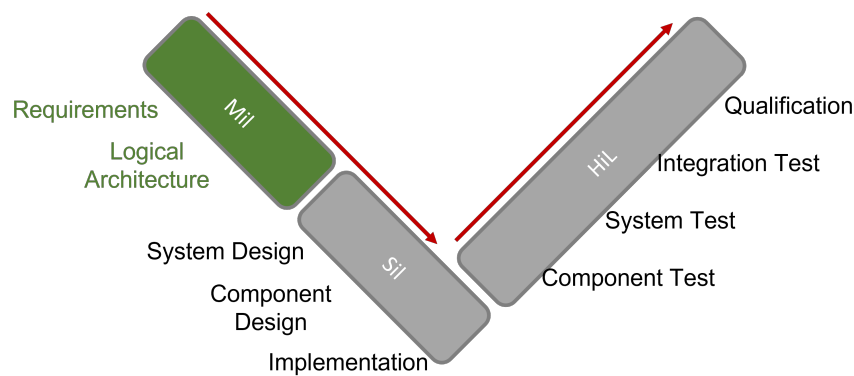 Requirements
Logical
Architecture
Mil
System Design
Component
Design
Implementation
Sil
HiL
Qualification
Integration Test
System Test
Component Test